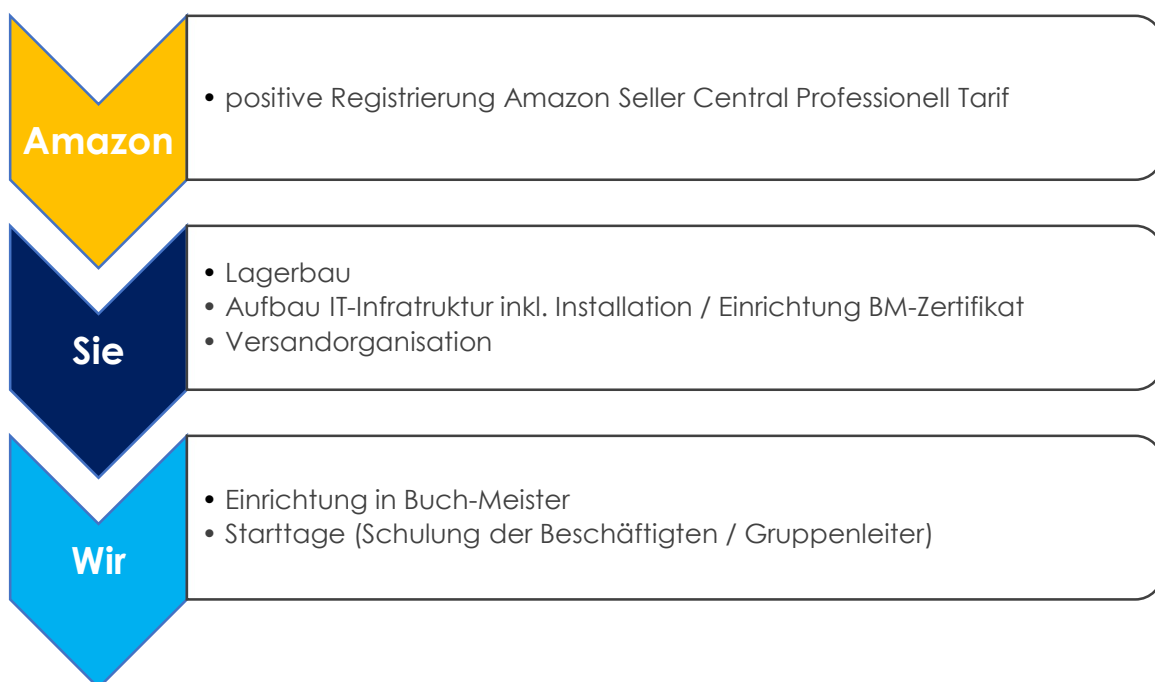 Amazon
• positive Registrierung Amazon Seller Central Professionell Tarif
Sie
• Lagerbau
• Aufbau IT-Infratruktur inkl. Installation / Einrichtung BM-Zertifikat
• Versandorganisation
Wir
• Einrichtung in Buch-Meister
• Starttage (Schulung der Beschäftigten / Gruppenleiter)